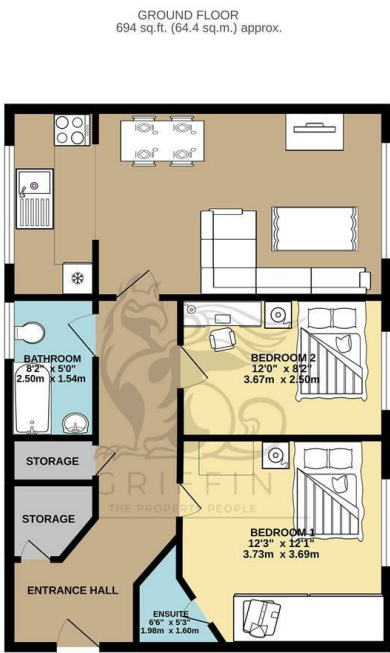 GROUND FLOOR
694 sq.ft. (64.4 sq.m.) approx.
BATHROOM
8'2" x 5'0"
2.50m x 1.54m
BEDROOM 2
12'0" x 8'2"
3.67m x 2.50m
STORAGE
GRIFFIN
THE PROPERTY PEOPLE
STORAGE
BEDROOM 1
12'3" x 12'1"
3.73m x 3.69m
ENTRANCE HALL
ENSUITE
6'6" x 5'3"
1.98m x 1.60m